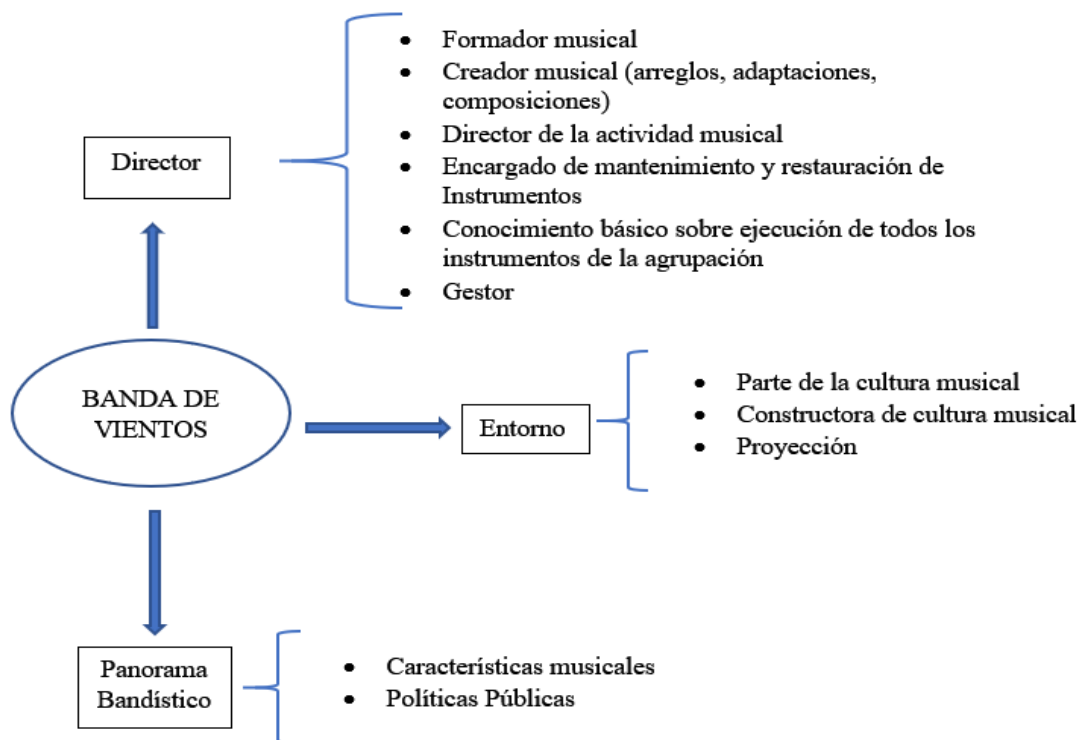 • Formador musical
• Creador musical (arreglos, adaptaciones,
composiciones)
• Director de la actividad musical
• Encargado de mantenimiento y restauración de
Instrumentos
• Conocimiento básico sobre ejecución de todos los
instrumentos de la agrupación
• Gestor
Director
BANDA DE
VIENTOS
Entorno
• Parte de la cultura musical
• Constructora de cultura musical
• Proyección
Panorama
Bandístico
• Características musicales
• Políticas Públicas